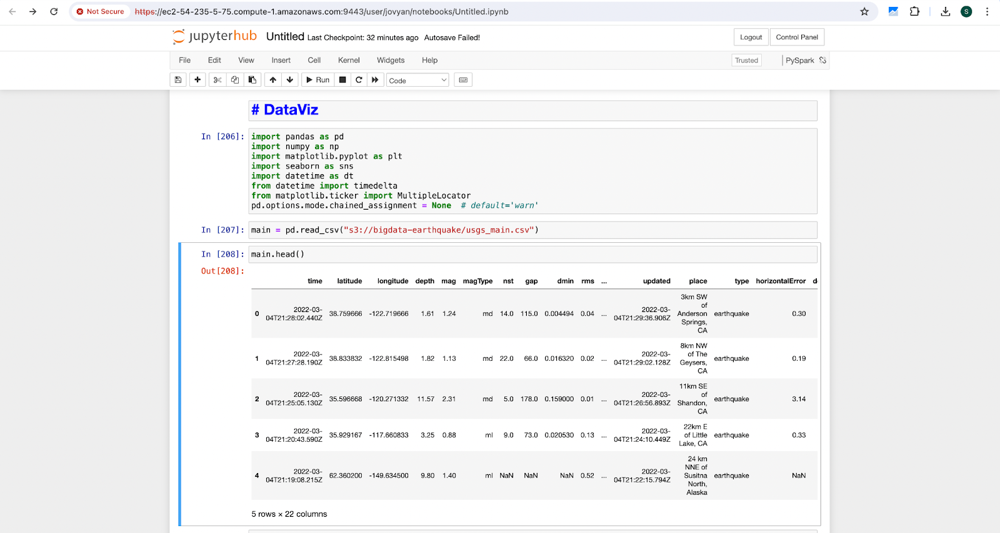 Not Secure https://ec2-54-235-5-75.compute-1.amazonaws.com:9443/user/jovyan/notebooks/Untitled.ipynb S
jupyterhub Untitled Last Checkpoint: 32 minutes ago Autosave Failed! Logout Control Panel
File Edit View Insert Cell Kernel Widgets Help Trusted PySpark
Run Code
# DataViz
In [206]: import pandas as pd
import numpy as np
import matplotlib.pyplot as plt
import seaborn as sns
import datetime as dt
from datetime import timedelta
from matplotlib.ticker import MultipleLocator
pd.options.mode.chained_assignment = None # default='warn'
In [207]: main = pd.read_csv("s3://bigdata-earthquake/usgs_main.csv")
In [208]: main.head()
Out[208]:
time latitude longitude depth mag magType nst gap dmin rms ... updated place type horizontalError d
3km SW
of
2022-03- 2022-03-
0 04T21:28:02.440Z 38.759666 -122.719666 1.61 1.24 md 14.0 115.0 0.004494 0.04 ... 04T21:29:36.906Z Anderson earthquake 0.30
Springs,
CA
8km NW
2022-03- 2022-03- of The
1 04T21:27:28.190Z 38.833832 -122.815498 1.82 1.13 md 22.0 66.0 0.016320 0.02 ... 04T21:29:02.128Z Geysers, earthquake 0.19
CA
11km SE
2022-03- 2022-03- of
2 04T21:25:05.130Z 35.596668 -120.271332 11.57 2.31 md 5.0 178.0 0.159000 0.01 ... 04T21:26:56.893Z Shandon, earthquake 3.14
CA
22km E
2022-03- 2022-03- of Little
3 04T21:20:43.590Z 35.929167 -117.660833 3.25 0.88 ml 9.0 73.0 0.020530 0.13 ... 04T21:24:10.449Z Lake, CA earthquake 0.33
24 km
NNE of
2022-03- 2022-03- Susitna
4 04T21:19:08.215Z 62.360200 -149.634500 9.80 1.40 ml NaN NaN NaN 0.52 ... 04T21:22:15.794Z North, earthquake NaN
Alaska
5 rows × 22 columns